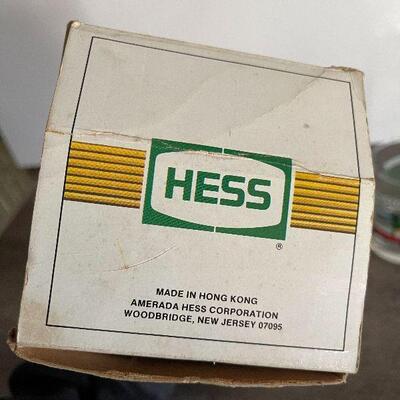 HESS
®
MADE IN HONG KONG
AMERADA HESS CORPORATION
WOODBRIDGE, NEW JERSEY 07095